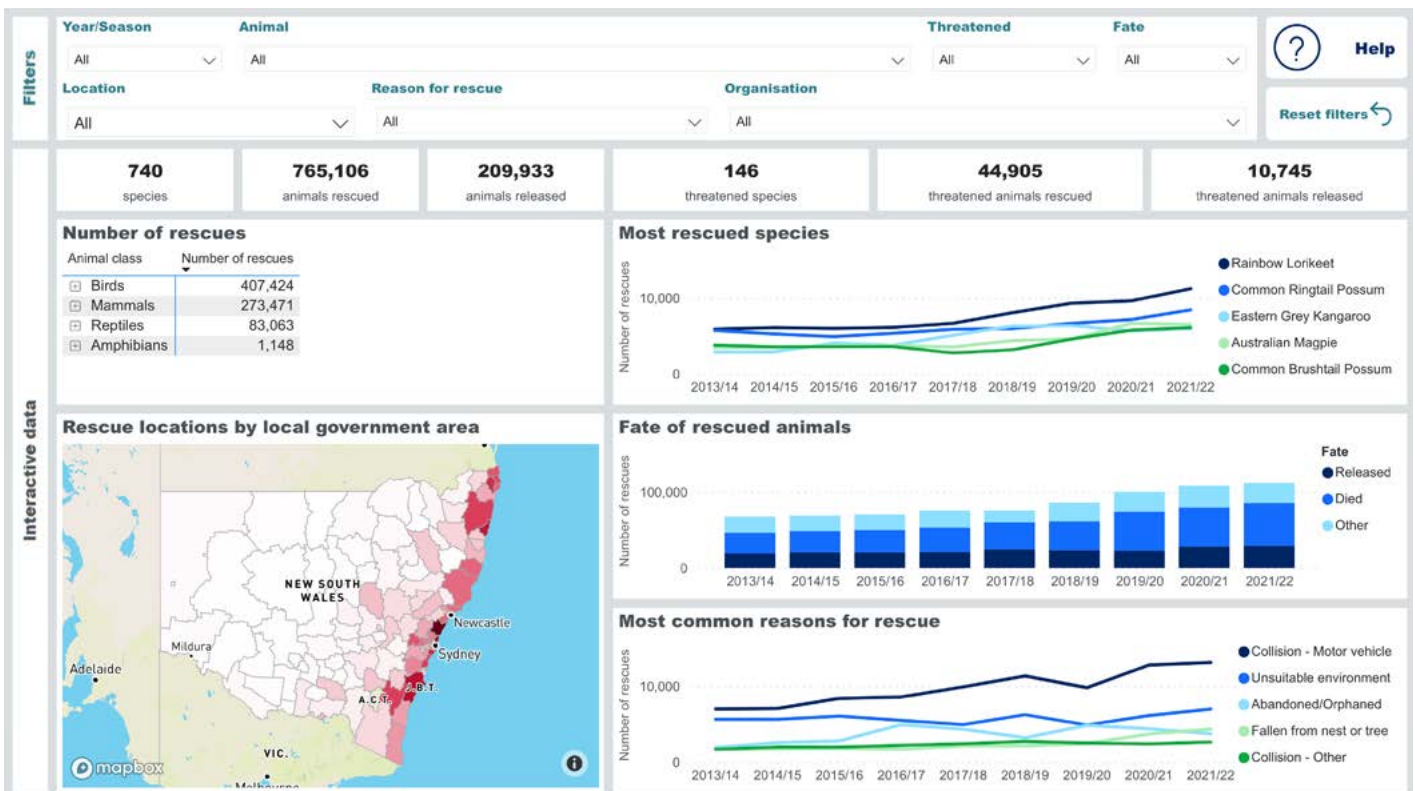 Filters
Year/Season
Animal
Threatened
Fate
All
All
All
All
Location
Reason for rescue
Organisation
All
All
All
? Help
Reset filters
Interactive data
740
species
765,106
animals rescued
209,933
animals released
146
threatened species
44,905
threatened animals rescued
10,745
threatened animals released
Number of rescues
Animal class Number of rescues
Birds 407,424
Mammals 273,471
Reptiles 83,063
Amphibians 1,148
Most rescued species
Number of rescues
10,000
0
2013/14 2014/15 2015/16 2016/17 2017/18 2018/19 2019/20 2020/21 2021/22
Rainbow Lorikeet
Common Ringtail Possum
Eastern Grey Kangaroo
Australian Magpie
Common Brushtail Possum
Rescue locations by local government area
NEW SOUTH
WALES
Newcastle
Sydney
Mildura
Adelaide
A.C.T.
J.B.T.
VIC.
Melbourne
mapbox
i
Fate of rescued animals
Number of rescues
100,000
0
2013/14 2014/15 2015/16 2016/17 2017/18 2018/19 2019/20 2020/21 2021/22
Fate
Released
Died
Other
Most common reasons for rescue
Number of rescues
10,000
0
2013/14 2014/15 2015/16 2016/17 2017/18 2018/19 2019/20 2020/21 2021/22
Collision - Motor vehicle
Unsuitable environment
Abandoned/Orphaned
Fallen from nest or tree
Collision - Other